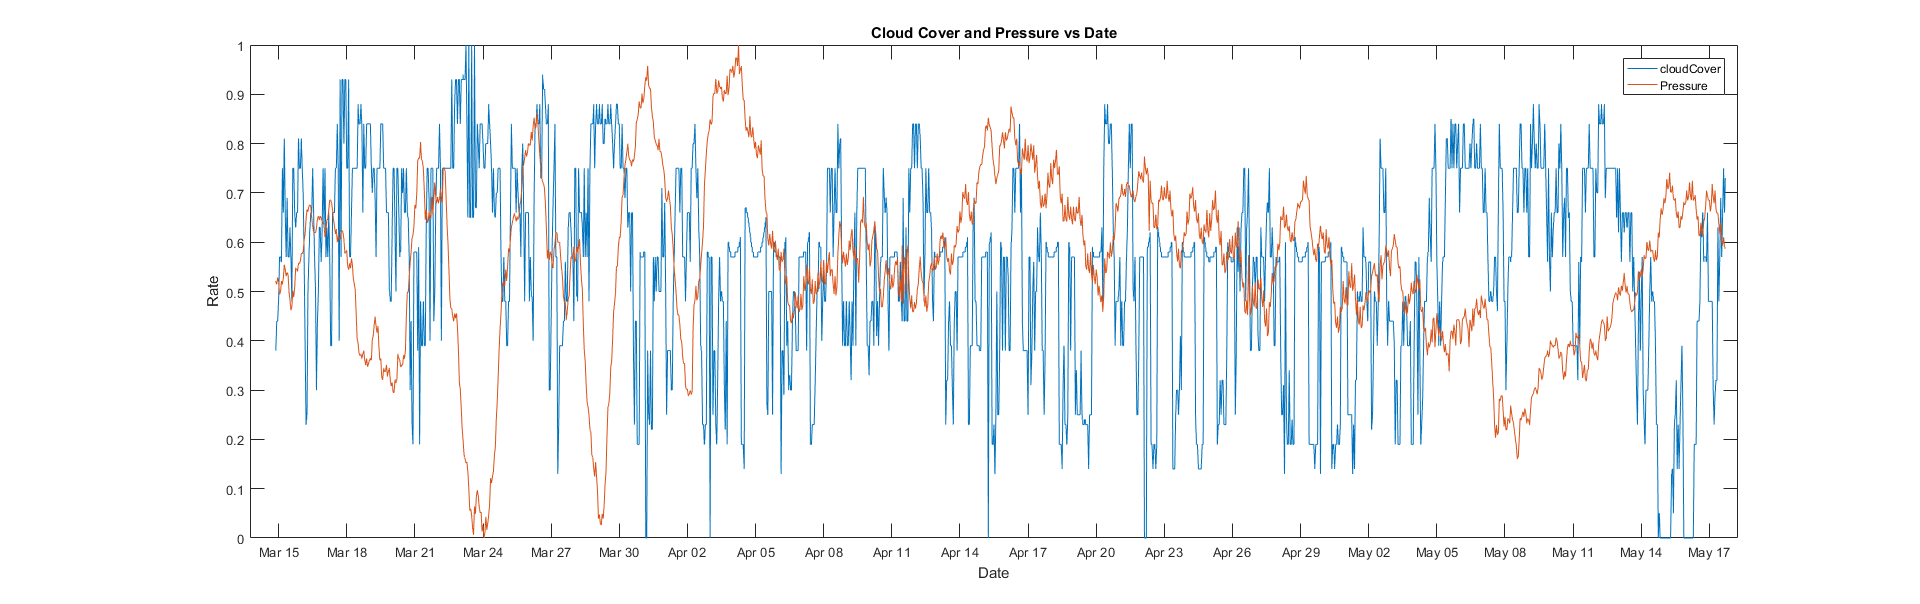 Cloud Cover and Pressure vs Date
cloudCover
Pressure
Rate
1
0.9
0.8
0.7
0.6
0.5
0.4
0.3
0.2
0.1
0
Mar 15 Mar 18 Mar 21 Mar 24 Mar 27 Mar 30 Apr 02 Apr 05 Apr 08 Apr 11 Apr 14 Apr 17 Apr 20 Apr 23 Apr 26 Apr 29 May 02 May 05 May 08 May 11 May 14 May 17
Date